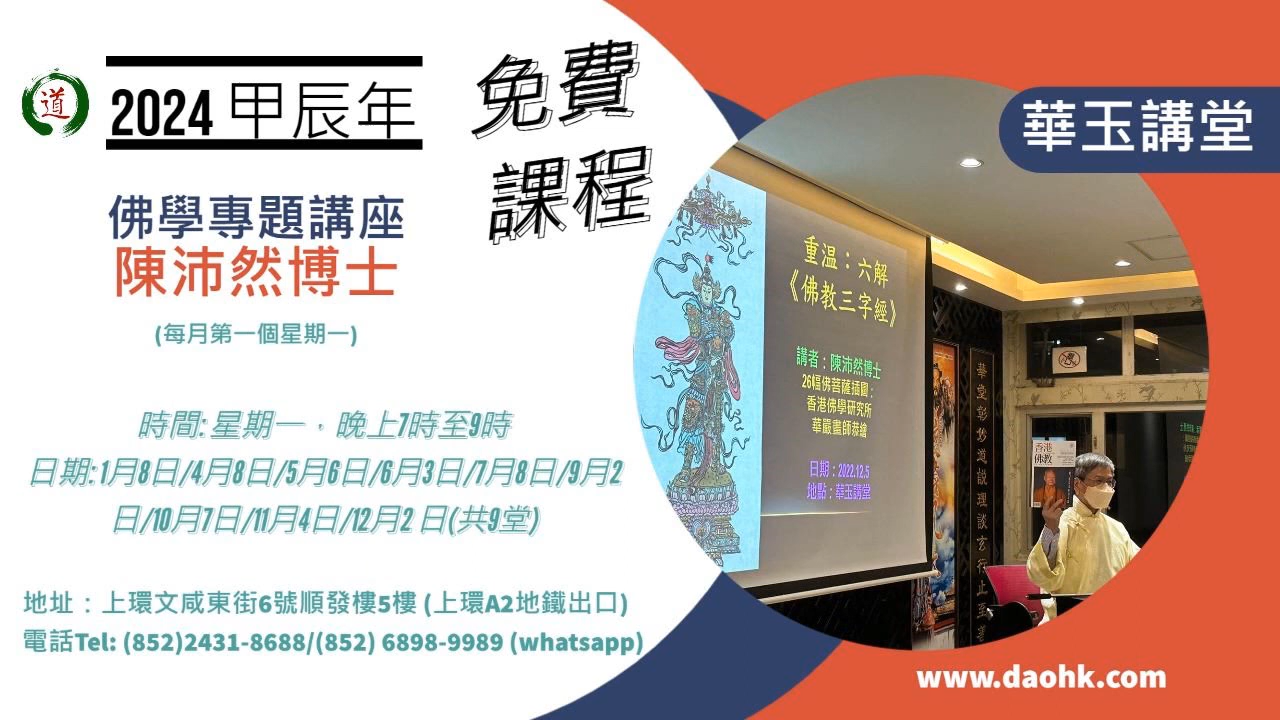 道
2024 甲辰年
免費
課程
佛學專題講座
陳沛然博士
(每月第一個星期一)
時間: 星期一，晚上7時至9時
日期: 1月8日/4月8日/5月6日/6月3日/7月8日/9月2
日/10月7日/11月4日/12月2 日(共9堂)
地址：上環文咸東街6號順發樓5樓 (上環A2地鐵出口)
電話Tel: (852)2431-8688/(852) 6898-9989 (whatsapp)
華玉講堂
重溫：六解
《佛教三字經》
講者：陳沛然博士
26幅佛菩薩插圖：
香港佛學研究所
華嚴畫師恭繪
日期：2022.12.5
地點：華玉講堂
香港
佛教
www.daohk.com